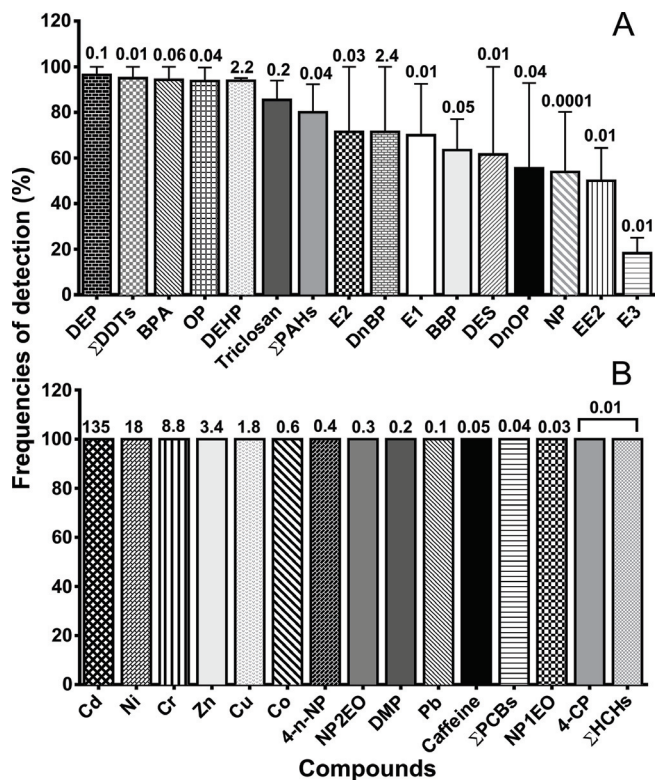 A
Frequencies of detection (%)
120
100
80
60
40
20
0
0.1 0.01 0.06 0.04 2.2 0.2 0.04 0.03 2.4 0.01 0.05 0.01 0.04 0.0001 0.01 0.01
DEP ΣDDTs BPA OP DEHP Triclosan ΣPAHs E2 DnBP E1 BBP DES DnOP NP EE2 E3
B
120
100
80
60
40
20
0
135 18 8.8 3.4 1.8 0.6 0.4 0.3 0.2 0.1 0.05 0.04 0.03 0.01
Cd Ni Cr Zn Cu Co 4-n-NP NP2EO DMP Pb Caffeine ΣPCBs NP1EO 4-CP ΣHCHs
Compounds